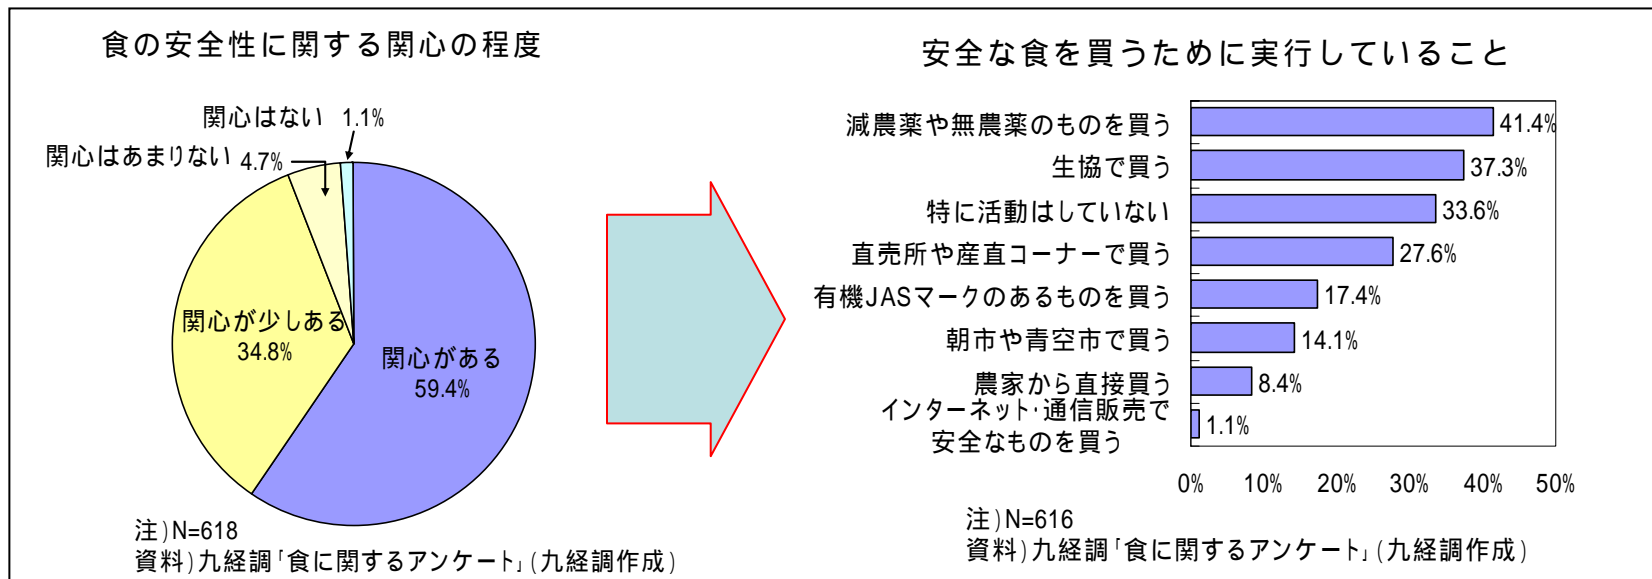 食の安全性に関する関心の程度
関心はない 1.1%
関心はあまりない 4.7%
関心が少しある
34.8%
関心がある
59.4%
注)N=618
資料)九経調「食に関するアンケート」(九経調作成)
安全な食を買うために実行していること
減農薬や無農薬のものを買う 41.4%
生協で買う 37.3%
特に活動はしていない 33.6%
直売所や産直コーナーで買う 27.6%
有機JASマークのあるものを買う 17.4%
朝市や青空市で買う 14.1%
農家から直接買う 8.4%
インターネット・通信販売で
安全なものを買う 1.1%
0% 10% 20% 30% 40% 50%
注)N=616
資料)九経調「食に関するアンケート」(九経調作成)